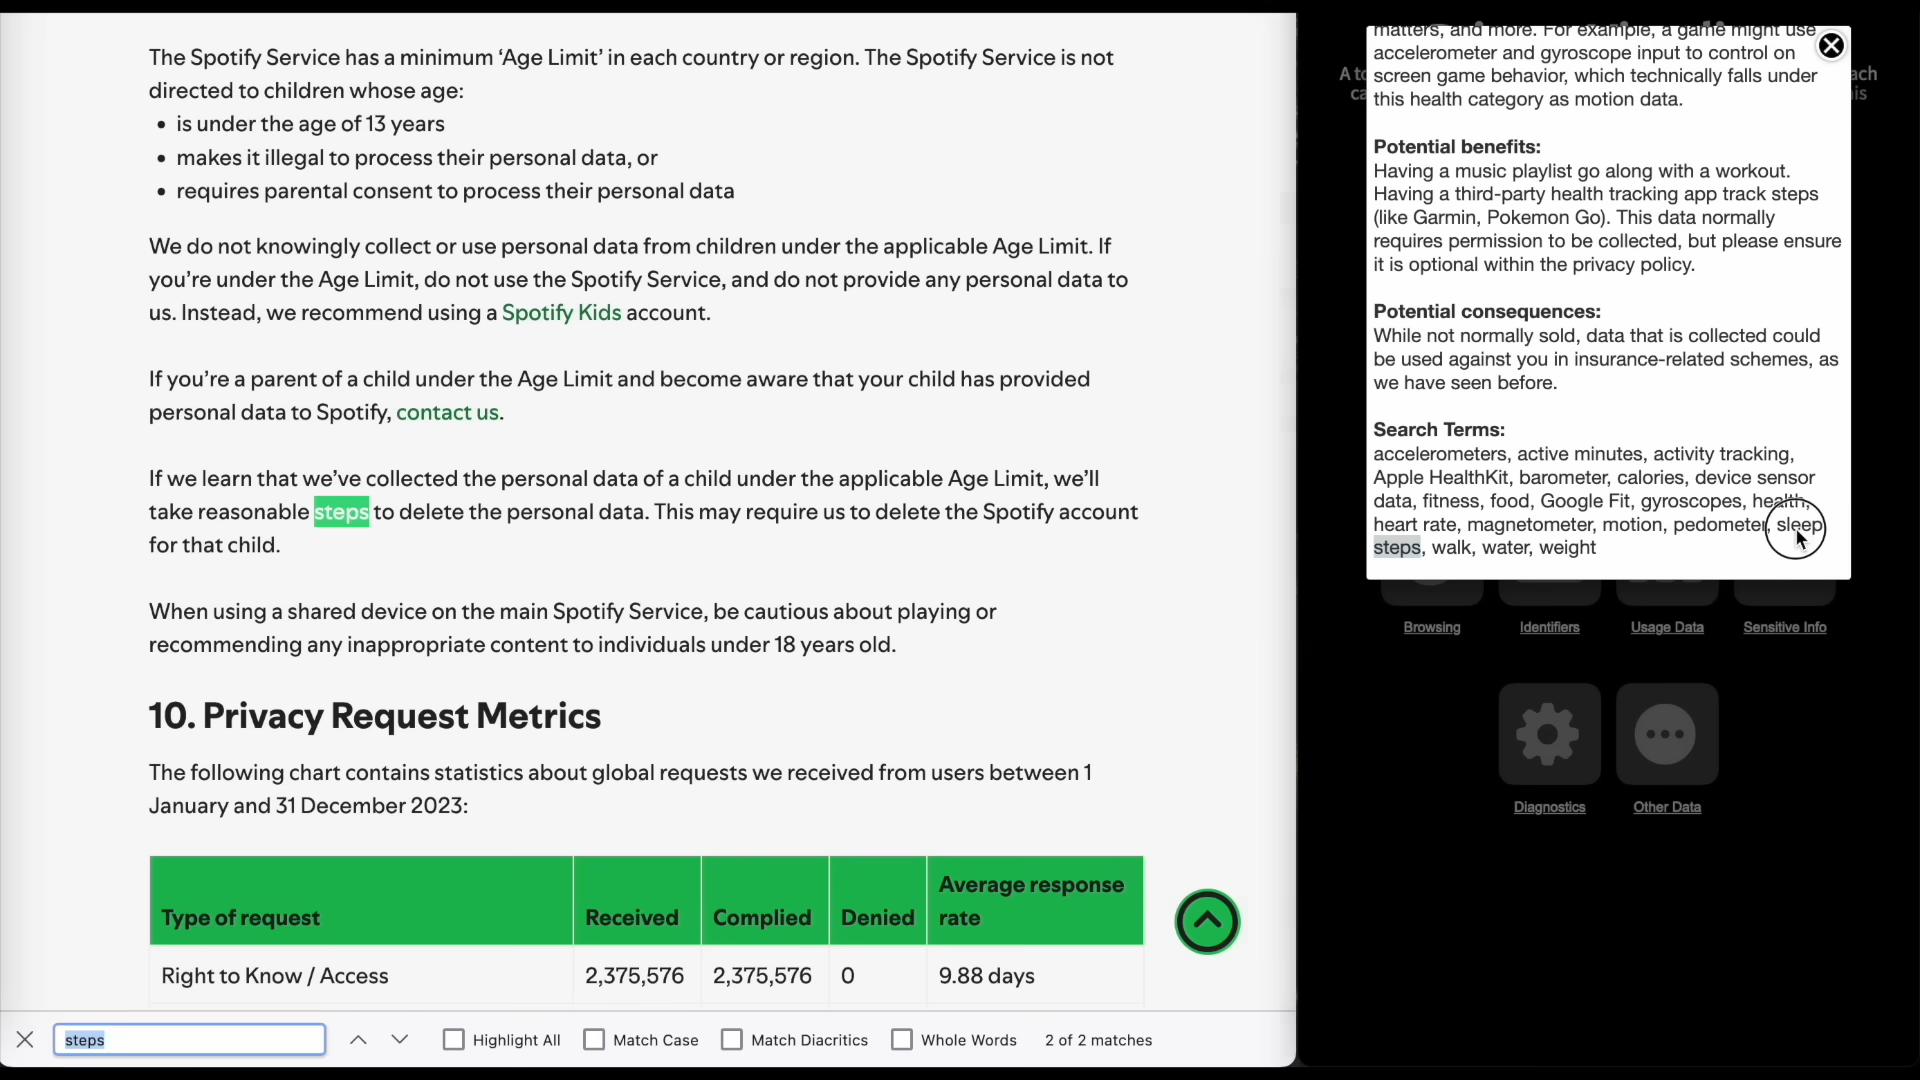 The Spotify Service has a minimum ‘Age Limit’ in each country or region. The Spotify Service is not
directed to children whose age:
• is under the age of 13 years
• makes it illegal to process their personal data, or
• requires parental consent to process their personal data
We do not knowingly collect or use personal data from children under the applicable Age Limit. If
you’re under the Age Limit, do not use the Spotify Service, and do not provide any personal data to
us. Instead, we recommend using a Spotify Kids account.
If you’re a parent of a child under the Age Limit and become aware that your child has provided
personal data to Spotify, contact us.
If we learn that we’ve collected the personal data of a child under the applicable Age Limit, we’ll
take reasonable steps to delete the personal data. This may require us to delete the Spotify account
for that child.
When using a shared device on the main Spotify Service, be cautious about playing or
recommending any inappropriate content to individuals under 18 years old.
10. Privacy Request Metrics
The following chart contains statistics about global requests we received from users between 1
January and 31 December 2023:
Type of request Received Complied Denied Average response rate
Right to Know / Access 2,375,576 2,375,576 0 9.88 days
steps Highlight All Match Case Match Diacritics Whole Words 2 of 2 matches
matters, and more. For example, a game might use
accelerometer and gyroscope input to control on
screen game behavior, which technically falls under
this health category as motion data.
Potential benefits:
Having a music playlist go along with a workout.
Having a third-party health tracking app track steps
(like Garmin, Pokemon Go). This data normally
requires permission to be collected, but please ensure
it is optional within the privacy policy.
Potential consequences:
While not normally sold, data that is collected could
be used against you in insurance-related schemes, as
we have seen before.
Search Terms:
accelerometers, active minutes, activity tracking,
Apple HealthKit, barometer, calories, device sensor
data, fitness, food, Google Fit, gyroscopes, health,
heart rate, magnetometer, motion, pedometer, sleep
steps, walk, water, weight
Browsing Identifiers Usage Data Sensitive Info
Diagnostics Other Data